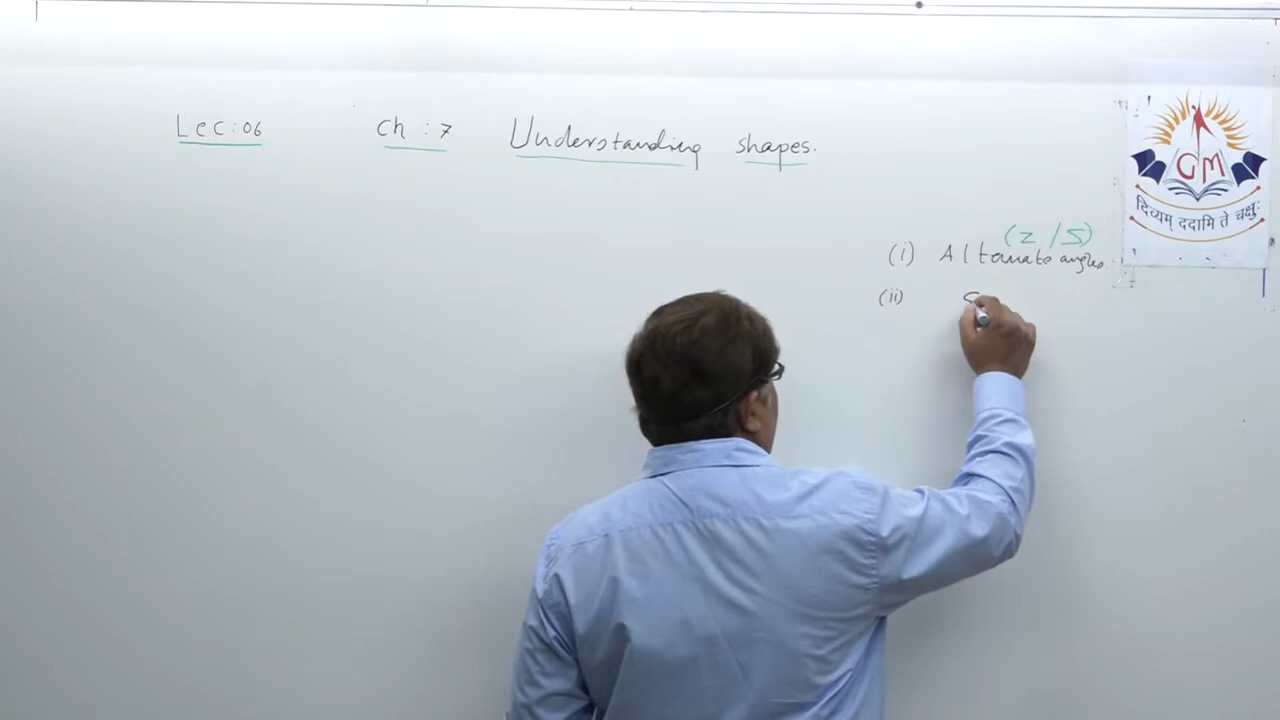 Lec:06 Ch:7 Understanding shapes.
GM
दिव्यम् ददामि ते चक्षुः
(Z/S)
(i) Alternate angles
(ii)